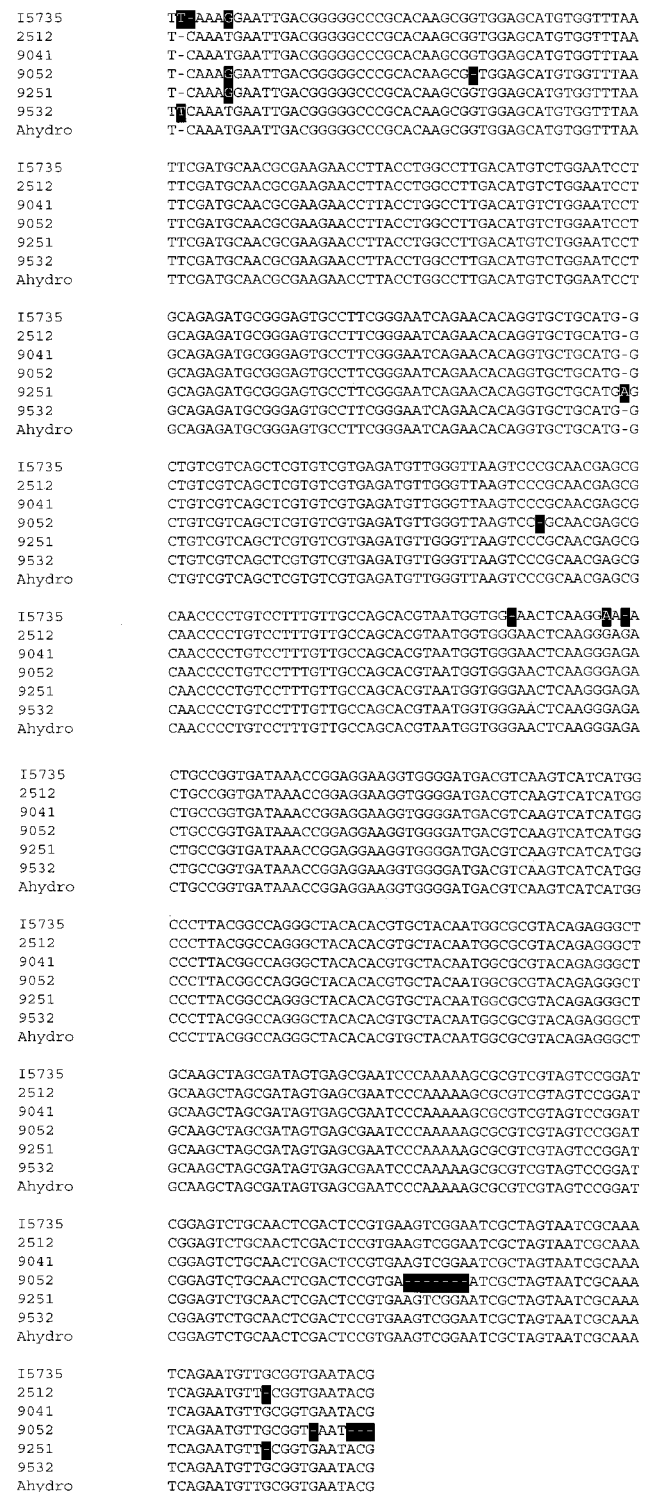 I5735 TT-AAAGGAATTGACGGGGGCCCGCACAAGCGGTGGAGCATGTGGTTTAA
2512 T-CAAATGAATTGACGGGGGCCCGCACAAGCGGTGGAGCATGTGGTTTAA
9041 T-CAAATGAATTGACGGGGGCCCGCACAAGCGGTGGAGCATGTGGTTTAA
9052 T-CAAAGGAATTGACGGGGGCCCGCACAAGCG-TGGAGCATGTGGTTTAA
9251 T-CAAAGGAATTGACGGGGGCCCGCACAAGCGGTGGAGCATGTGGTTTAA
9532 TTCAAATGAATTGACGGGGGCCCGCACAAGCGGTGGAGCATGTGGTTTAA
Ahydro T-CAAATGAATTGACGGGGGCCCGCACAAGCGGTGGAGCATGTGGTTTAA
I5735 TTCGATGCAACGCGAAGAACCTTACCTGGCCTTGACATGTCTGGAATCCT
2512 TTCGATGCAACGCGAAGAACCTTACCTGGCCTTGACATGTCTGGAATCCT
9041 TTCGATGCAACGCGAAGAACCTTACCTGGCCTTGACATGTCTGGAATCCT
9052 TTCGATGCAACGCGAAGAACCTTACCTGGCCTTGACATGTCTGGAATCCT
9251 TTCGATGCAACGCGAAGAACCTTACCTGGCCTTGACATGTCTGGAATCCT
9532 TTCGATGCAACGCGAAGAACCTTACCTGGCCTTGACATGTCTGGAATCCT
Ahydro TTCGATGCAACGCGAAGAACCTTACCTGGCCTTGACATGTCTGGAATCCT
I5735 GCAGAGATGCGGGAGTGCCTTCGGGAATCAGAACACAGGTGCTGCATG-G
2512 GCAGAGATGCGGGAGTGCCTTCGGGAATCAGAACACAGGTGCTGCATG-G
9041 GCAGAGATGCGGGAGTGCCTTCGGGAATCAGAACACAGGTGCTGCATG-G
9052 GCAGAGATGCGGGAGTGCCTTCGGGAATCAGAACACAGGTGCTGCATG-G
9251 GCAGAGATGCGGGAGTGCCTTCGGGAATCAGAACACAGGTGCTGCATGAG
9532 GCAGAGATGCGGGAGTGCCTTCGGGAATCAGAACACAGGTGCTGCATG-G
Ahydro GCAGAGATGCGGGAGTGCCTTCGGGAATCAGAACACAGGTGCTGCATG-G
I5735 CTGTCGTCAGCTCGTGTCGTGAGATGTTGGGTTAAGTCCCGCAACGAGCG
2512 CTGTCGTCAGCTCGTGTCGTGAGATGTTGGGTTAAGTCCCGCAACGAGCG
9041 CTGTCGTCAGCTCGTGTCGTGAGATGTTGGGTTAAGTCCCGCAACGAGCG
9052 CTGTCGTCAGCTCGTGTCGTGAGATGTTGGGTTAAGTCC-GCAACGAGCG
9251 CTGTCGTCAGCTCGTGTCGTGAGATGTTGGGTTAAGTCCCGCAACGAGCG
9532 CTGTCGTCAGCTCGTGTCGTGAGATGTTGGGTTAAGTCCCGCAACGAGCG
Ahydro CTGTCGTCAGCTCGTGTCGTGAGATGTTGGGTTAAGTCCCGCAACGAGCG
I5735 CAACCCCTGTCCTTTGTTGCCAGCACGTAATGGTGG-AACTCAAGGAA-A
2512 CAACCCCTGTCCTTTGTTGCCAGCACGTAATGGTGGGAACTCAAGGGAGA
9041 CAACCCCTGTCCTTTGTTGCCAGCACGTAATGGTGGGAACTCAAGGGAGA
9052 CAACCCCTGTCCTTTGTTGCCAGCACGTAATGGTGGGAACTCAAGGGAGA
9251 CAACCCCTGTCCTTTGTTGCCAGCACGTAATGGTGGGAACTCAAGGGAGA
9532 CAACCCCTGTCCTTTGTTGCCAGCACGTAATGGTGGGAACTCAAGGGAGA
Ahydro CAACCCCTGTCCTTTGTTGCCAGCACGTAATGGTGGGAACTCAAGGGAGA
I5735 CTGCCGGTGATAAACCGGAGGAAGGTGGGGATGACGTCAAGTCATCATGG
2512 CTGCCGGTGATAAACCGGAGGAAGGTGGGGATGACGTCAAGTCATCATGG
9041 CTGCCGGTGATAAACCGGAGGAAGGTGGGGATGACGTCAAGTCATCATGG
9052 CTGCCGGTGATAAACCGGAGGAAGGTGGGGATGACGTCAAGTCATCATGG
9251 CTGCCGGTGATAAACCGGAGGAAGGTGGGGATGACGTCAAGTCATCATGG
9532 CTGCCGGTGATAAACCGGAGGAAGGTGGGGATGACGTCAAGTCATCATGG
Ahydro CTGCCGGTGATAAACCGGAGGAAGGTGGGGATGACGTCAAGTCATCATGG
I5735 CCCTTACGGCCAGGGCTACACACGTGCTACAATGGCGCGTACAGAGGGCT
2512 CCCTTACGGCCAGGGCTACACACGTGCTACAATGGCGCGTACAGAGGGCT
9041 CCCTTACGGCCAGGGCTACACACGTGCTACAATGGCGCGTACAGAGGGCT
9052 CCCTTACGGCCAGGGCTACACACGTGCTACAATGGCGCGTACAGAGGGCT
9251 CCCTTACGGCCAGGGCTACACACGTGCTACAATGGCGCGTACAGAGGGCT
9532 CCCTTACGGCCAGGGCTACACACGTGCTACAATGGCGCGTACAGAGGGCT
Ahydro CCCTTACGGCCAGGGCTACACACGTGCTACAATGGCGCGTACAGAGGGCT
I5735 GCAAGCTAGCGATAGTGAGCGAATCCCAAAAAGCGCGTCGTAGTCCGGAT
2512 GCAAGCTAGCGATAGTGAGCGAATCCCAAAAAGCGCGTCGTAGTCCGGAT
9041 GCAAGCTAGCGATAGTGAGCGAATCCCAAAAAGCGCGTCGTAGTCCGGAT
9052 GCAAGCTAGCGATAGTGAGCGAATCCCAAAAAGCGCGTCGTAGTCCGGAT
9251 GCAAGCTAGCGATAGTGAGCGAATCCCAAAAAGCGCGTCGTAGTCCGGAT
9532 GCAAGCTAGCGATAGTGAGCGAATCCCAAAAAGCGCGTCGTAGTCCGGAT
Ahydro GCAAGCTAGCGATAGTGAGCGAATCCCAAAAAGCGCGTCGTAGTCCGGAT
I5735 CGGAGTCTGCAACTCGACTCCGTGAAGTCGGAATCGCTAGTAATCGCAAA
2512 CGGAGTCTGCAACTCGACTCCGTGAAGTCGGAATCGCTAGTAATCGCAAA
9041 CGGAGTCTGCAACTCGACTCCGTGAAGTCGGAATCGCTAGTAATCGCAAA
9052 CGGAGTCTGCAACTCGACTCCGTGA-------ATCGCTAGTAATCGCAAA
9251 CGGAGTCTGCAACTCGACTCCGTGAAGTCGGAATCGCTAGTAATCGCAAA
9532 CGGAGTCTGCAACTCGACTCCGTGAAGTCGGAATCGCTAGTAATCGCAAA
Ahydro CGGAGTCTGCAACTCGACTCCGTGAAGTCGGAATCGCTAGTAATCGCAAA
I5735 TCAGAATGTTGCGGTGAATACG
2512 TCAGAATGTT-CGGTGAATACG
9041 TCAGAATGTTGCGGTGAATACG
9052 TCAGAATGTTGCGGT-AAT---
9251 TCAGAATGTT-CGGTGAATACG
9532 TCAGAATGTTGCGGTGAATACG
Ahydro TCAGAATGTTGCGGTGAATACG